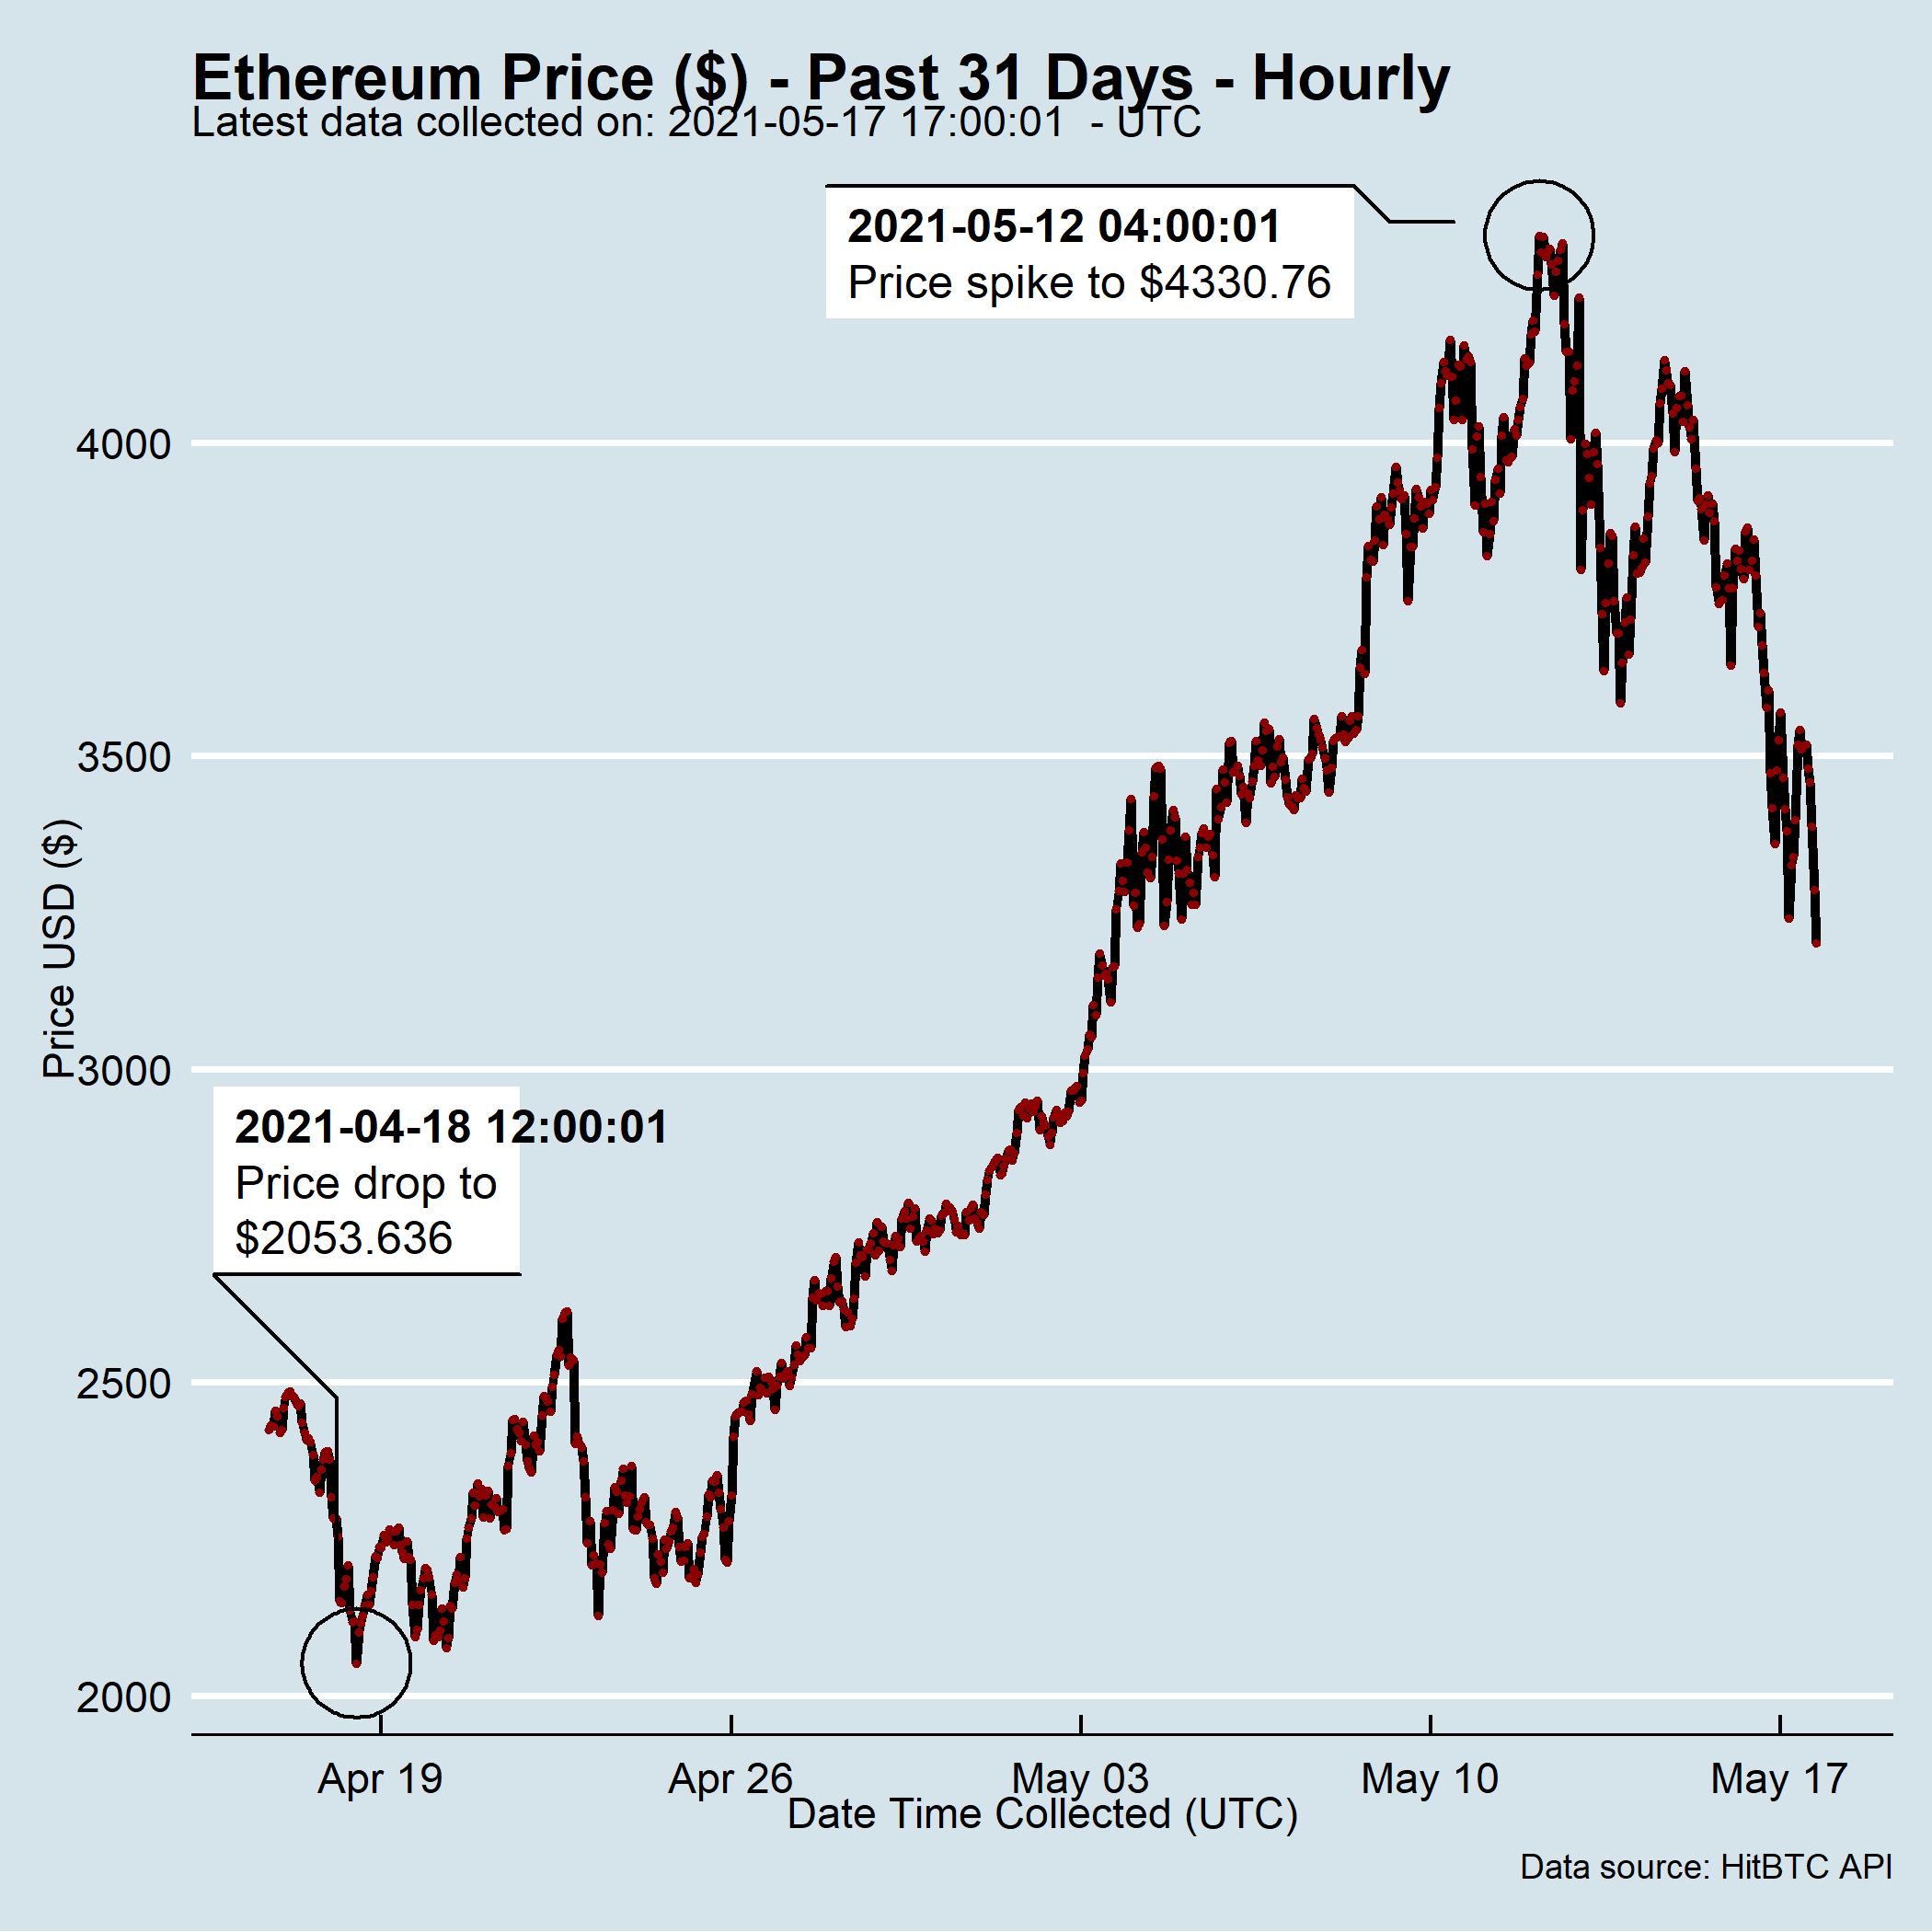 Ethereum Price ($) - Past 31 Days - Hourly
Latest data collected on: 2021-05-17 17:00:01  - UTC
2021-05-12 04:00:01
Price spike to $4330.76
4000
3500
Price USD ($)
3000
2021-04-18 12:00:01
Price drop to
$2053.636
2500
2000
Apr 19
Apr 26
May 03
May 10
May 17
Date Time Collected (UTC)
Data source: HitBTC API